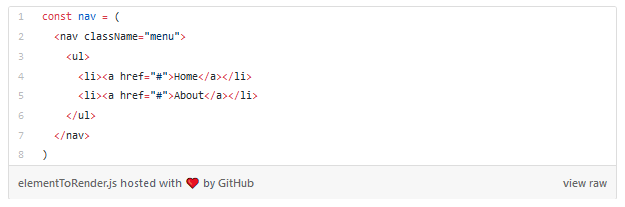 1 const nav = (
2   <nav className="menu">
3     <ul>
4       <li><a href="#">Home</a></li>
5       <li><a href="#">About</a></li>
6     </ul>
7   </nav>
8 )
elementToRender.js hosted with ❤ by GitHub view raw